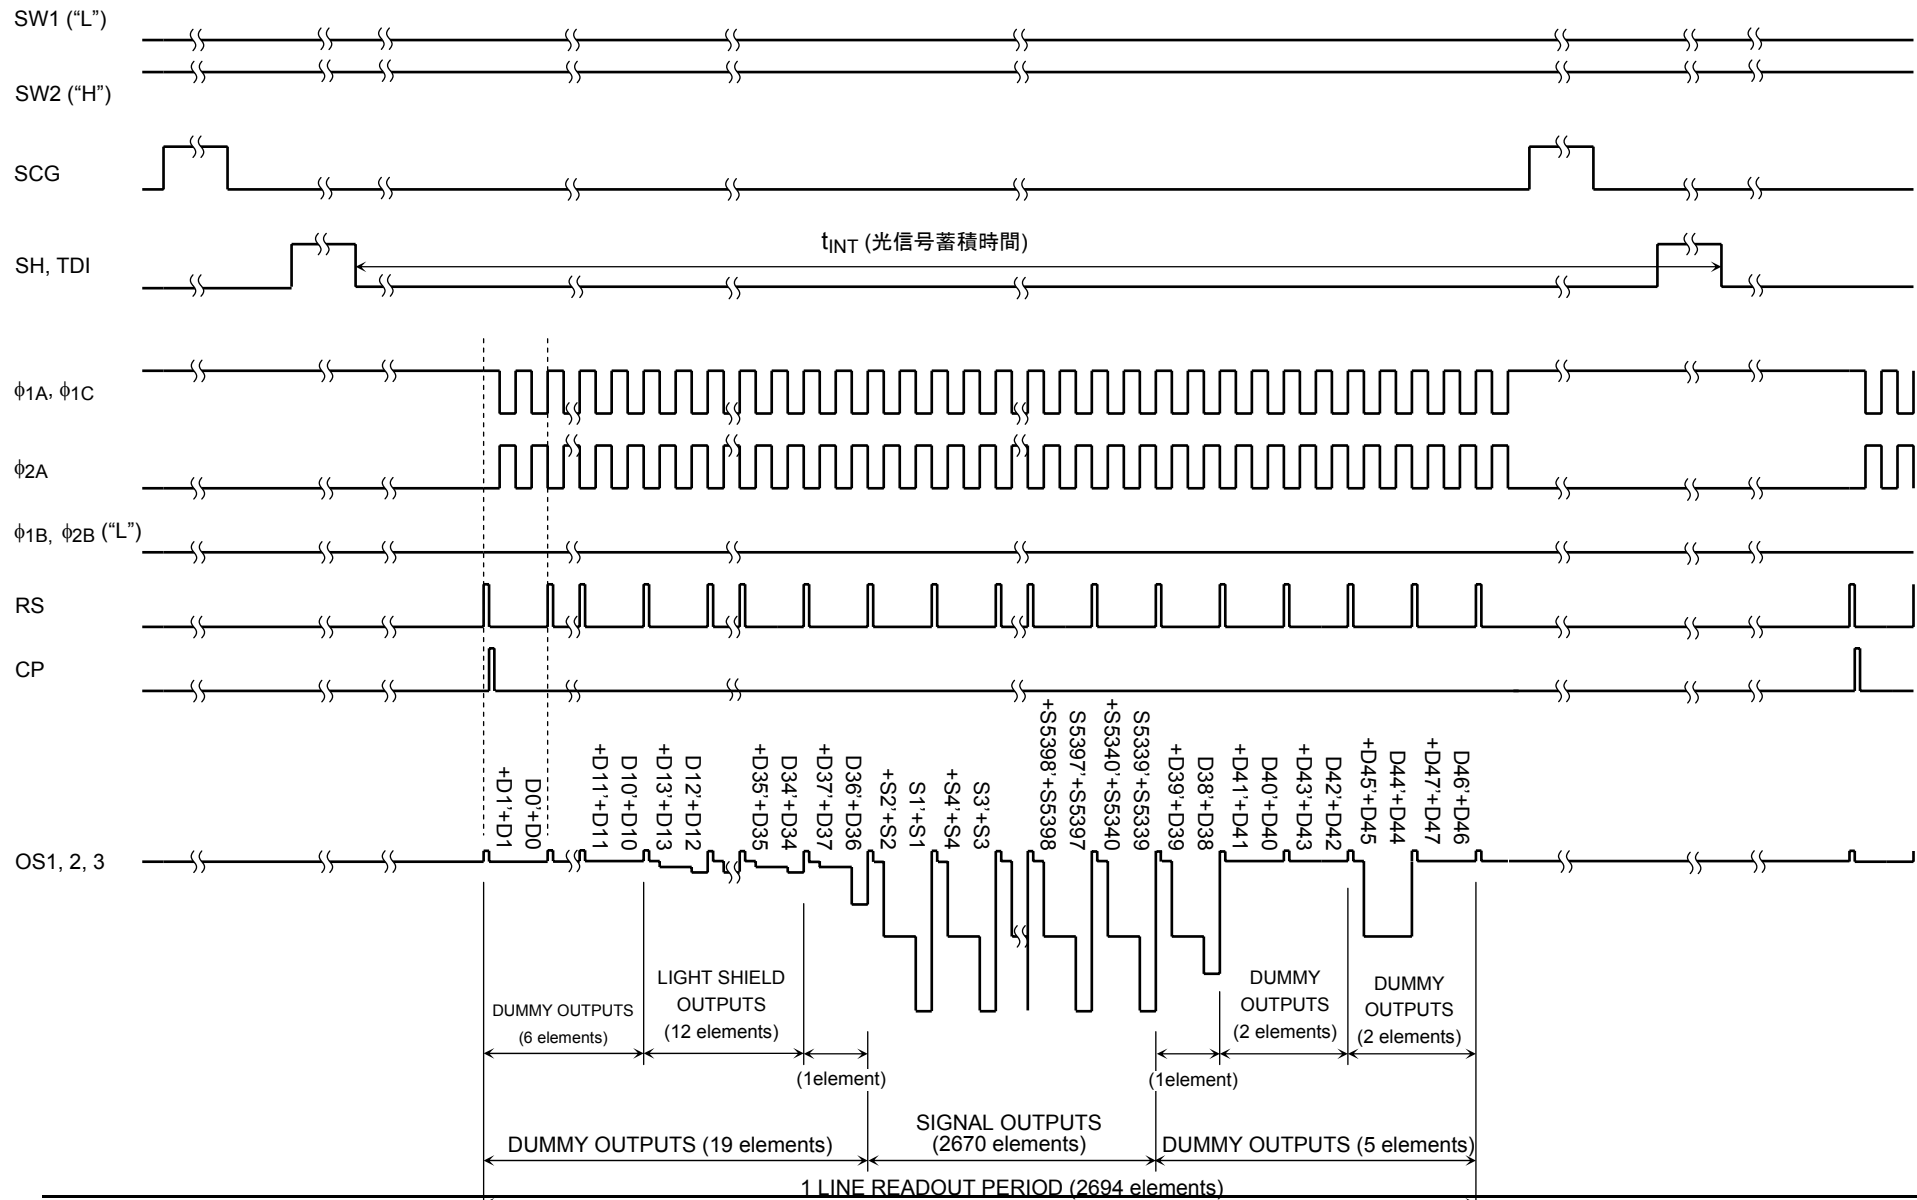 SW1 (“L”)
SW2 (“H”)
SCG
SH, TDI
tINT (光信号蓄積時間)
ϕ1A, ϕ1C
ϕ2A
ϕ1B, ϕ2B (“L”)
RS
CP
OS1, 2, 3
+D1’+D1
D0’+D0
+D11’+D11
D10’+D10
+D13’+D13
D12’+D12
+D35’+D35
D34’+D34
+D37’+D37
D36’+D36
+S2’+S2
S1’+S1
+S4’+S4
S3’+S3
+S5398’+S5398
S5397’+S5397
+S5340’+S5340
S5339’+S5339
+D39’+D39
D38’+D38
+D41’+D41
D40’+D40
+D43’+D43
D42’+D42
+D45’+D45
D44’+D44
+D47’+D47
D46’+D46
DUMMY OUTPUTS
(6 elements)
LIGHT SHIELD
OUTPUTS
(12 elements)
(1element)
(1element)
DUMMY
OUTPUTS
(2 elements)
DUMMY
OUTPUTS
(2 elements)
DUMMY OUTPUTS (19 elements)
SIGNAL OUTPUTS
(2670 elements)
DUMMY OUTPUTS (5 elements)
1 LINE READOUT PERIOD (2694 elements)